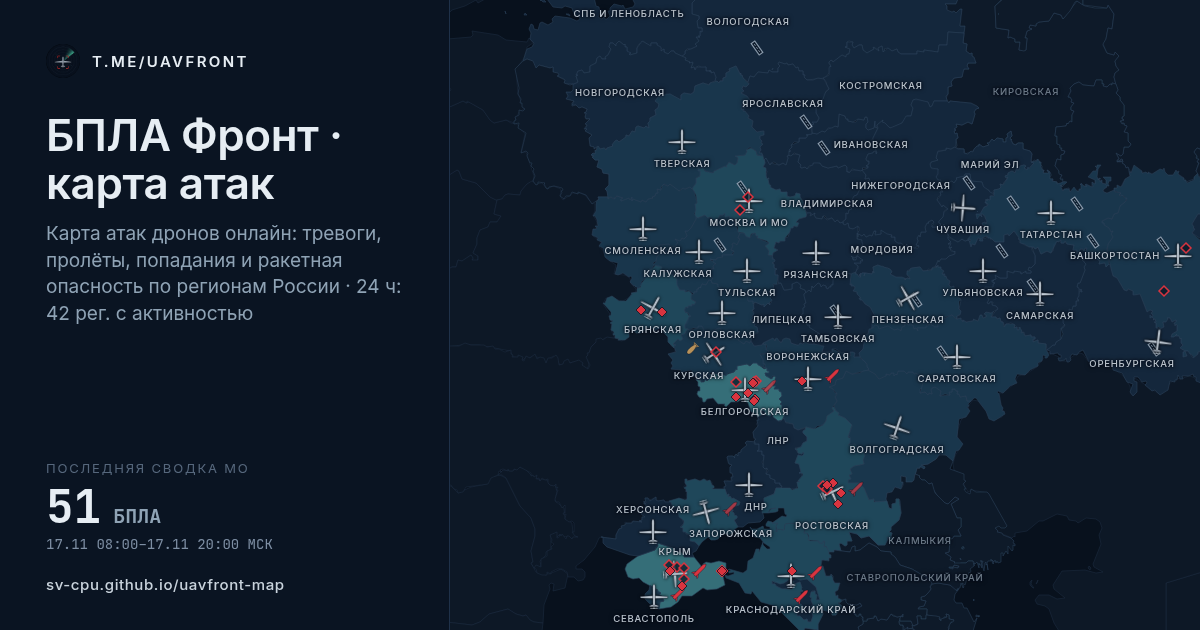 T.ME/UAVFRONT
БПЛА Фронт ·
карта атак
Карта атак дронов онлайн: тревоги,
пролёты, попадания и ракетная
опасность по регионам России · 24 ч:
42 рег. с активностью
ПОСЛЕДНЯЯ СВОДКА МО
51 БПЛА
17.11 08:00–17.11 20:00 МСК
sv-cpu.github.io/uavfront-map
СПБ И ЛЕНОБЛАСТЬ
ВОЛОГОДСКАЯ
КОСТРОМСКАЯ
НОВГОРОДСКАЯ
КИРОВСКАЯ
ЯРОСЛАВСКАЯ
ИВАНОВСКАЯ
ТВЕРСКАЯ
МАРИЙ ЭЛ
НИЖЕГОРОДСКАЯ
ВЛАДИМИРСКАЯ
МОСКВА И МО
ЧУВАШИЯ
ТАТАРСТАН
СМОЛЕНСКАЯ
МОРДОВИЯ
БАШКОРТОСТАН
КАЛУЖСКАЯ
РЯЗАНСКАЯ
ТУЛЬСКАЯ
УЛЬЯНОВСКАЯ
САМАРСКАЯ
БРЯНСКАЯ
ОРЛОВСКАЯ
ЛИПЕЦКАЯ
ПЕНЗЕНСКАЯ
ТАМБОВСКАЯ
ВОРОНЕЖСКАЯ
ОРЕНБУРГСКАЯ
КУРСКАЯ
САРАТОВСКАЯ
БЕЛГОРОДСКАЯ
ЛНР
ВОЛГОГРАДСКАЯ
ХЕРСОНСКАЯ
ДНР
ЗАПОРОЖСКАЯ
РОСТОВСКАЯ
КАЛМЫКИЯ
КРЫМ
СТАВРОПОЛЬСКИЙ КРАЙ
КРАСНОДАРСКИЙ КРАЙ
СЕВАСТОПОЛЬ